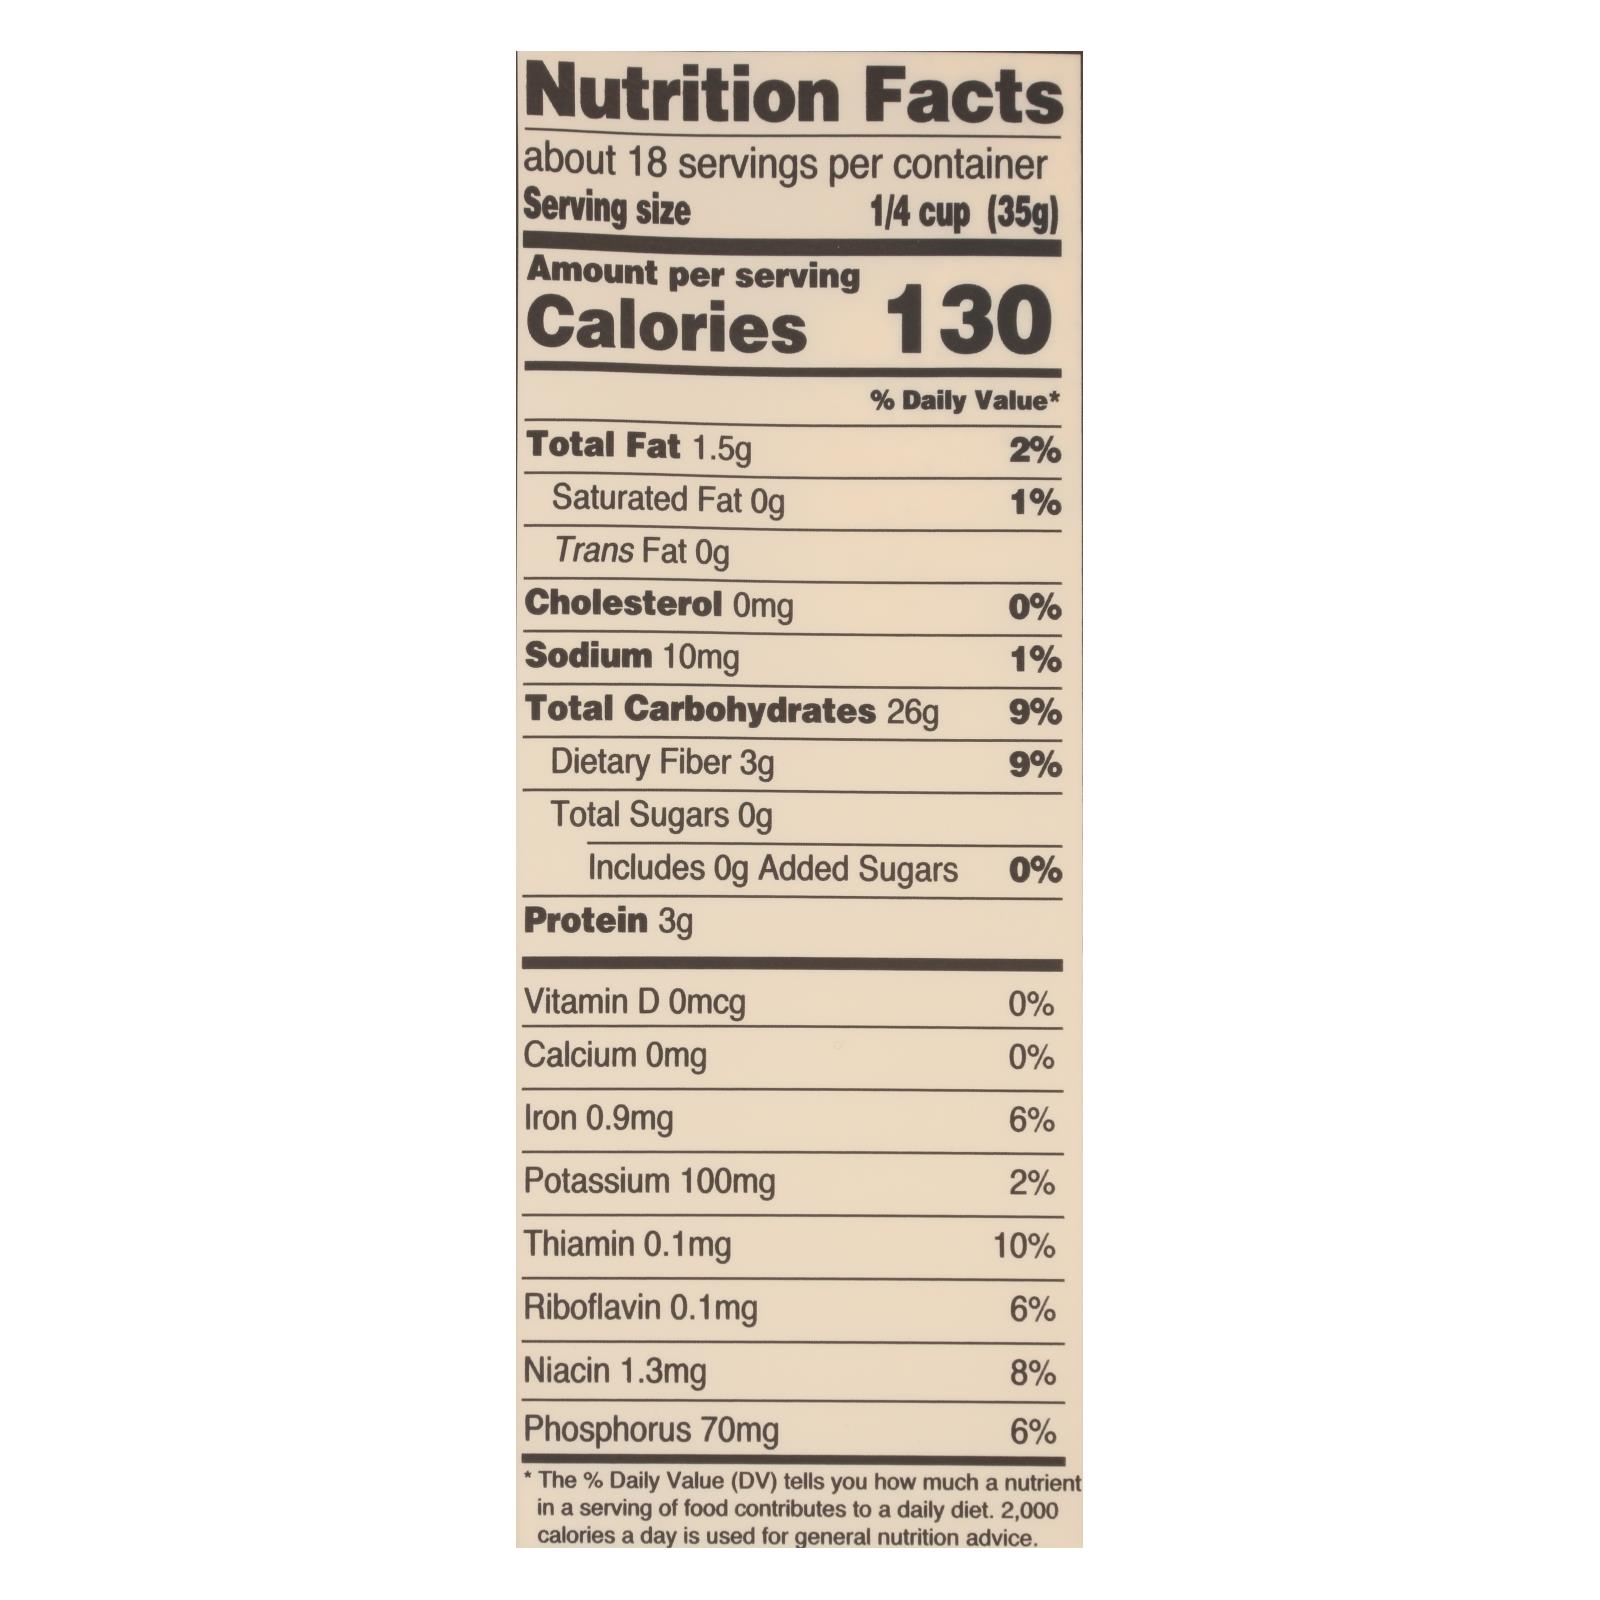 Nutrition Facts
about 18 servings per container
Serving size 1/4 cup (35g)
Amount per serving
Calories 130
% Daily Value*
Total Fat 1.5g 2%
Saturated Fat 0g 1%
Trans Fat 0g
Cholesterol 0mg 0%
Sodium 10mg 1%
Total Carbohydrates 26g 9%
Dietary Fiber 3g 9%
Total Sugars 0g
Includes 0g Added Sugars 0%
Protein 3g
Vitamin D 0mcg 0%
Calcium 0mg 0%
Iron 0.9mg 6%
Potassium 100mg 2%
Thiamin 0.1mg 10%
Riboflavin 0.1mg 6%
Niacin 1.3mg 8%
Phosphorus 70mg 6%
* The % Daily Value (DV) tells you how much a nutrient
in a serving of food contributes to a daily diet. 2,000
calories a day is used for general nutrition advice.